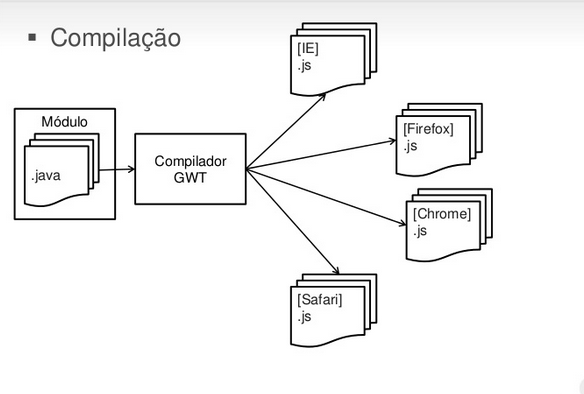 ▪ Compilação
[IE]
.js
Módulo
.java
Compilador
GWT
[Firefox]
.js
[Chrome]
.js
[Safari]
.js